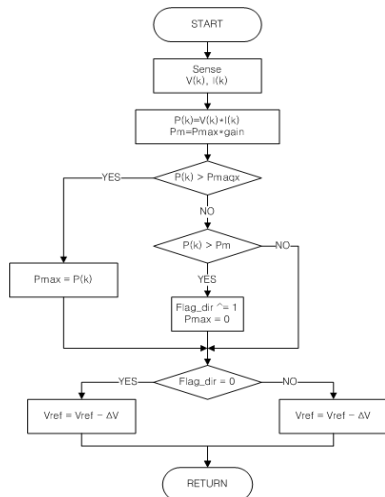 START
Sense
V(k), I(k)
P(k)=V(k)*I(k)
Pm=Pmax*gain
P(k) > Pmaqx
YES
NO
P(k) > Pm
NO
YES
Pmax = P(k)
Flag_dir ^= 1
Pmax = 0
Flag_dir = 0
YES
NO
Vref = Vref - ΔV
Vref = Vref - ΔV
RETURN